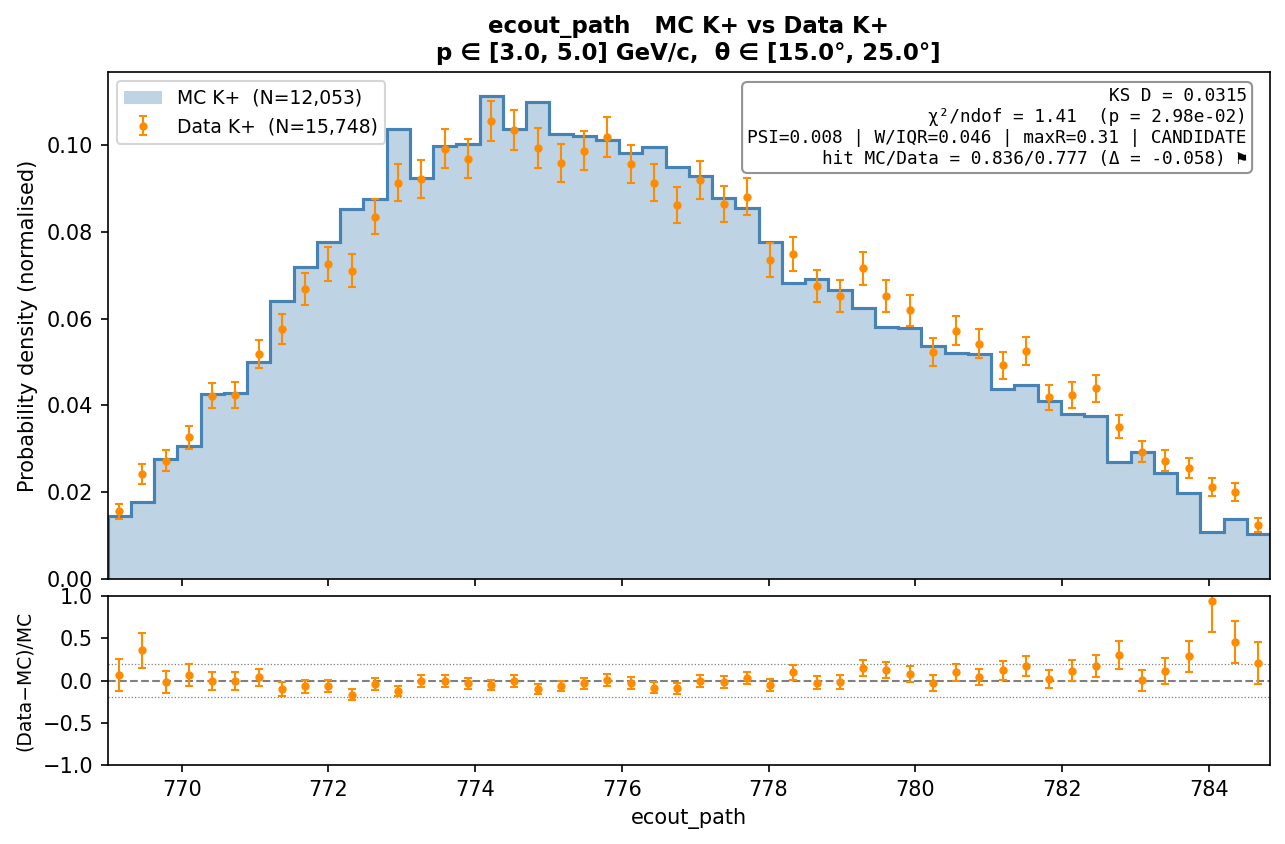 ecout_path   MC K+ vs Data K+
p ∈ [3.0, 5.0] GeV/c,  θ ∈ [15.0°, 25.0°]
MC K+  (N=12,053)
Data K+  (N=15,748)
KS D = 0.0315
χ²/ndof = 1.41  (p = 2.98e-02)
PSI=0.008 | W/IQR=0.046 | maxR=0.31 | CANDIDATE
hit MC/Data = 0.836/0.777 (Δ = -0.058) ⚑
Probability density (normalised)
0.10
0.08
0.06
0.04
0.02
0.00
(Data−MC)/MC
1.0
0.5
0.0
−0.5
−1.0
770 772 774 776 778 780 782 784
ecout_path